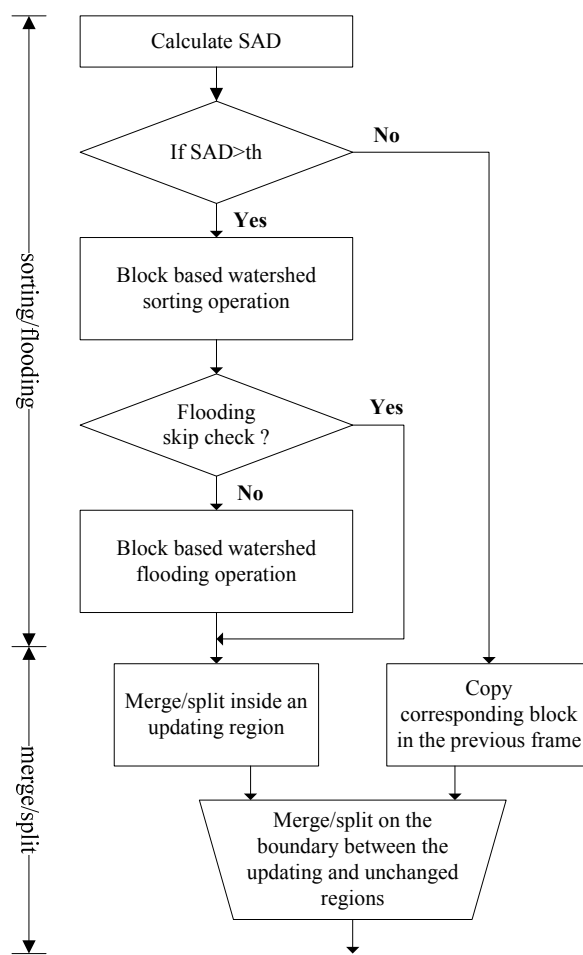 Calculate SAD
If SAD>th
No
Yes
Block based watershed
sorting operation
sorting/flooding
Flooding
skip check ?
Yes
No
Block based watershed
flooding operation
Merge/split inside an
updating region
Copy
corresponding block
in the previous frame
merge/split
Merge/split on the
boundary between the
updating and unchanged
regions